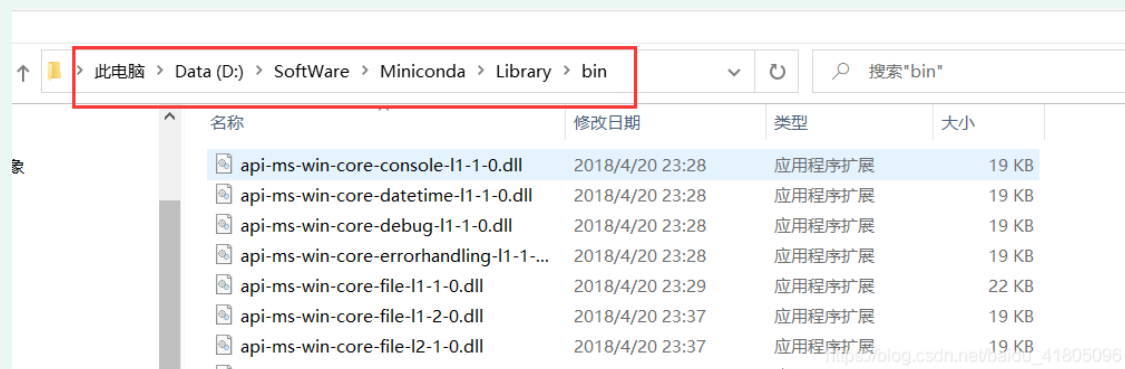 此电脑 > Data (D:) > SoftWare > Miniconda > Library > bin 搜索"bin"
名称 修改日期 类型 大小
象
api-ms-win-core-console-l1-1-0.dll 2018/4/20 23:28 应用程序扩展 19 KB
api-ms-win-core-datetime-l1-1-0.dll 2018/4/20 23:28 应用程序扩展 19 KB
api-ms-win-core-debug-l1-1-0.dll 2018/4/20 23:28 应用程序扩展 19 KB
api-ms-win-core-errorhandling-l1-1-... 2018/4/20 23:28 应用程序扩展 19 KB
api-ms-win-core-file-l1-1-0.dll 2018/4/20 23:29 应用程序扩展 22 KB
api-ms-win-core-file-l1-2-0.dll 2018/4/20 23:37 应用程序扩展 19 KB
api-ms-win-core-file-l2-1-0.dll 2018/4/20 23:37 应用程序扩展 19 KB
https://blog.csdn.net/baidu_41805096